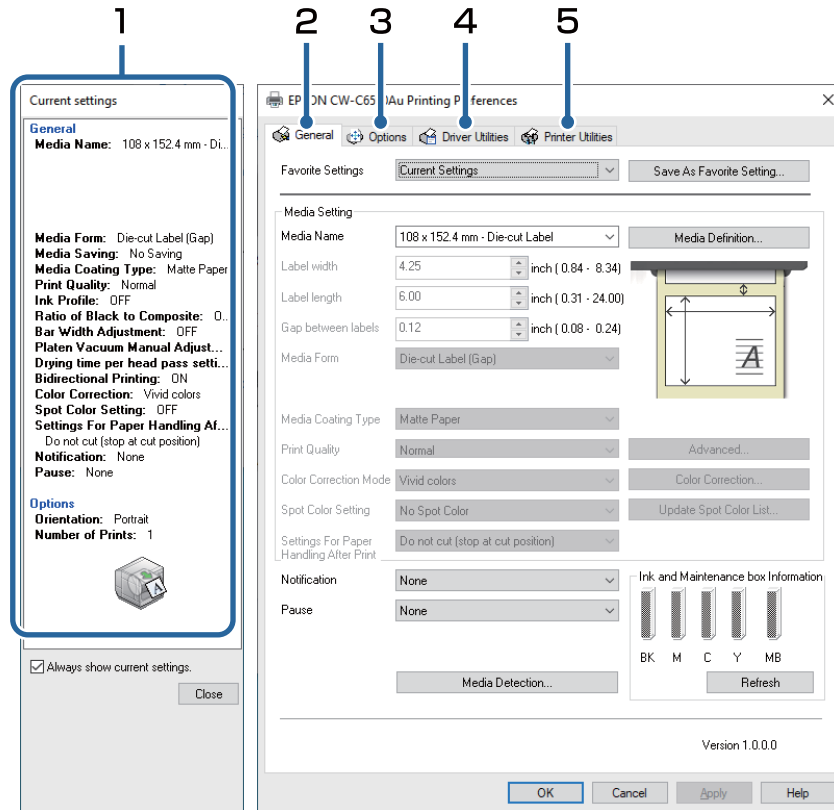 1 2 3 4 5
Current settings
General
Media Name: 108 x 152.4 mm - Di...
Media Form: Die-cut Label (Gap)
Media Saving: No Saving
Media Coating Type: Matte Paper
Print Quality: Normal
Ink Profile: OFF
Ratio of Black to Composite: 0...
Bar Width Adjustment: OFF
Platen Vacuum Manual Adjust...
Drying time per head pass setti...
Bidirectional Printing: ON
Color Correction: Vivid colors
Spot Color Setting: OFF
Settings For Paper Handling Af...
Do not cut (stop at cut position)
Notification: None
Pause: None
Options
Orientation: Portrait
Number of Prints: 1
A
Always show current settings.
Close
Printing
General Options Driver Utilities Printer Utilities
Favorite Settings Current Settings Save As Favorite Setting...
Media Setting
Media Name 108 x 152.4 mm - Die-cut Label Media Definition...
Label width 4.25 inch ( 0.84 - 8.34)
Label length 6.00 inch ( 0.31 - 24.00)
Gap between labels 0.12 inch ( 0.08 - 0.24)
Media Form Die-cut Label (Gap)
A
Media Coating Type Matte Paper
Print Quality Normal Advanced...
Color Correction Mode Vivid colors Color Correction...
Spot Color Setting No Spot Color Update Spot Color List...
Settings For Paper Handling After Print Do not cut (stop at cut position)
Notification None
Pause None
Ink and Maintenance box Information
BK M C Y MB
Media Detection... Refresh
Version 1.0.0.0
OK Cancel Apply Help